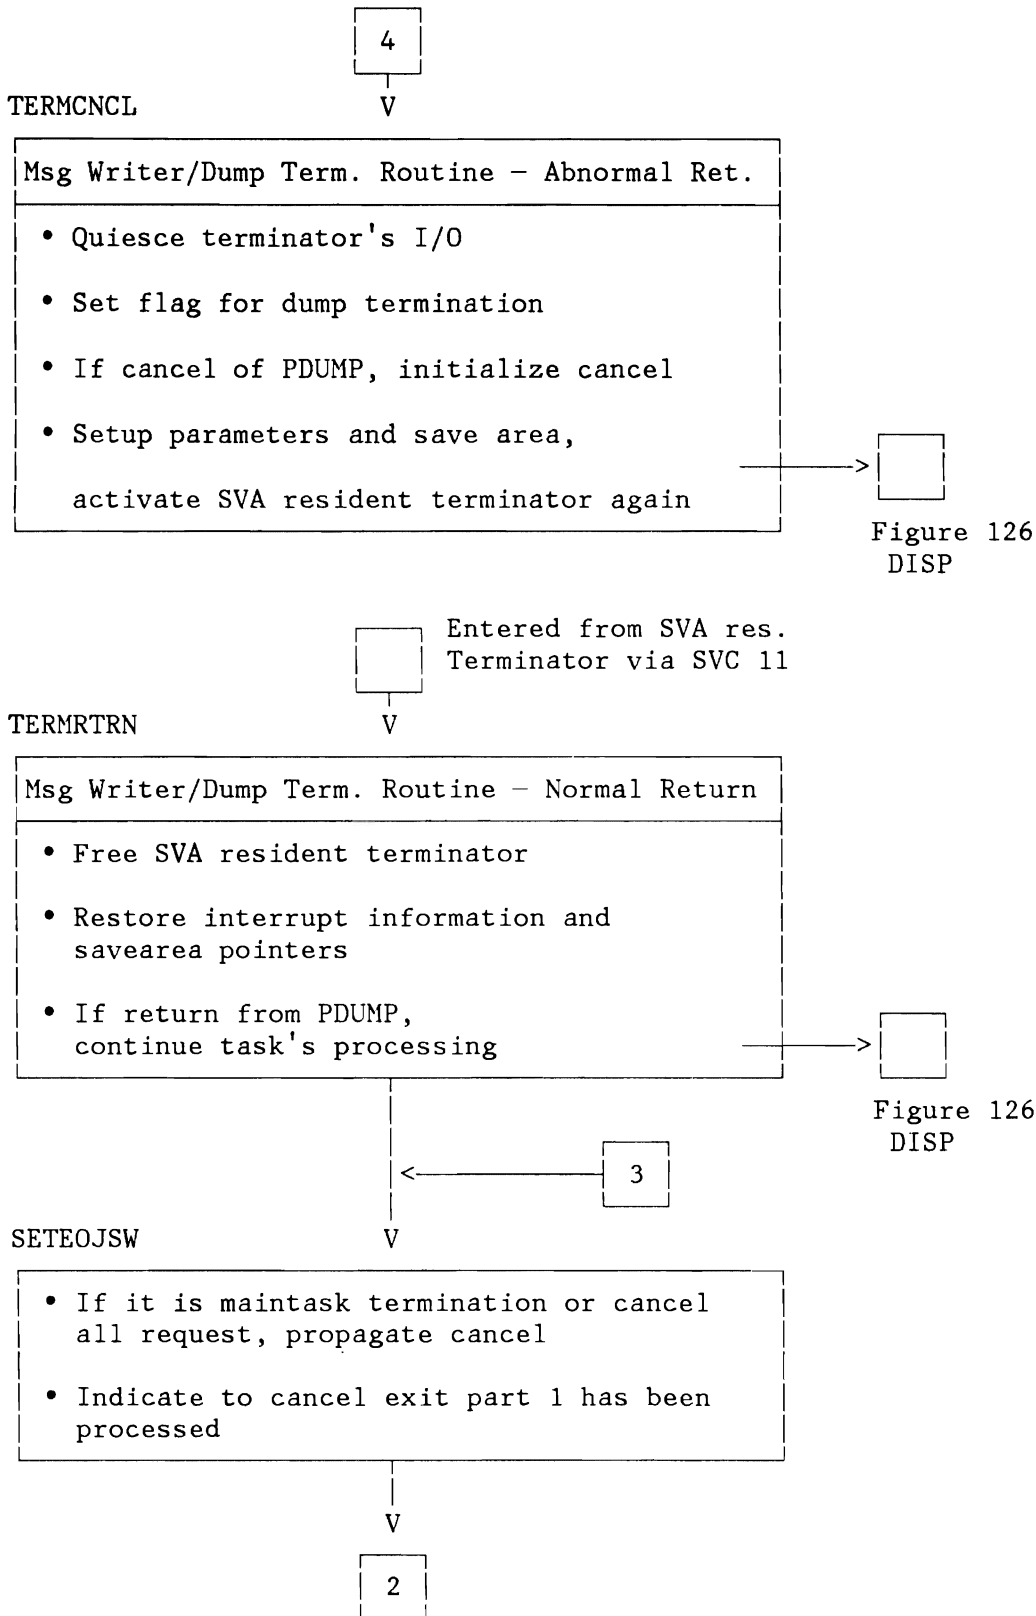 4
TERMCNCL
V
Msg Writer/Dump Term. Routine — Abnormal Ret.
• Quiesce terminator's I/O
• Set flag for dump termination
• If cancel of PDUMP, initialize cancel
• Setup parameters and save area,
activate SVA resident terminator again
Figure 126
DISP
Entered from SVA res.
Terminator via SVC 11
TERMRTRN
V
Msg Writer/Dump Term. Routine — Normal Return
• Free SVA resident terminator
• Restore interrupt information and
savearea pointers
• If return from PDUMP,
continue task's processing
Figure 126
DISP
3
SETEOJSW
V
• If it is maintask termination or cancel
all request, propagate cancel
• Indicate to cancel exit part 1 has been
processed
V
2